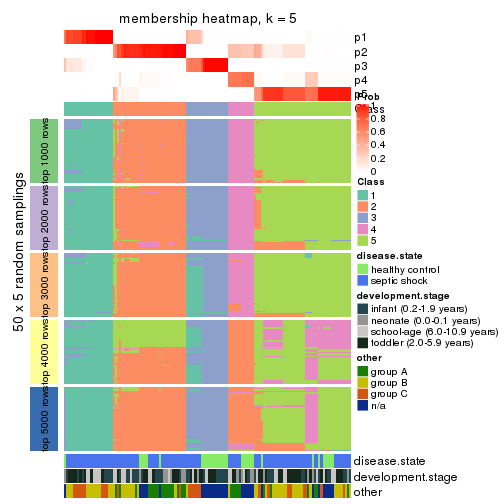 membership heatmap, k = 5
p1
p2
p3
p4
p5
Prob
Class
1
0.8
0.6
0.4
0.2
0
50 x 5 random samplings
top 1000 rows
top 2000 rows
top 3000 rows
top 4000 rows
top 5000 rows
Class
1
2
3
4
5
disease.state
healthy control
septic shock
development.stage
infant (0.2-1.9 years)
neonate (0.0-0.1 years)
school-age (6.0-10.9 years)
toddler (2.0-5.9 years)
other
group A
group B
group C
n/a
disease.state
development.stage
other